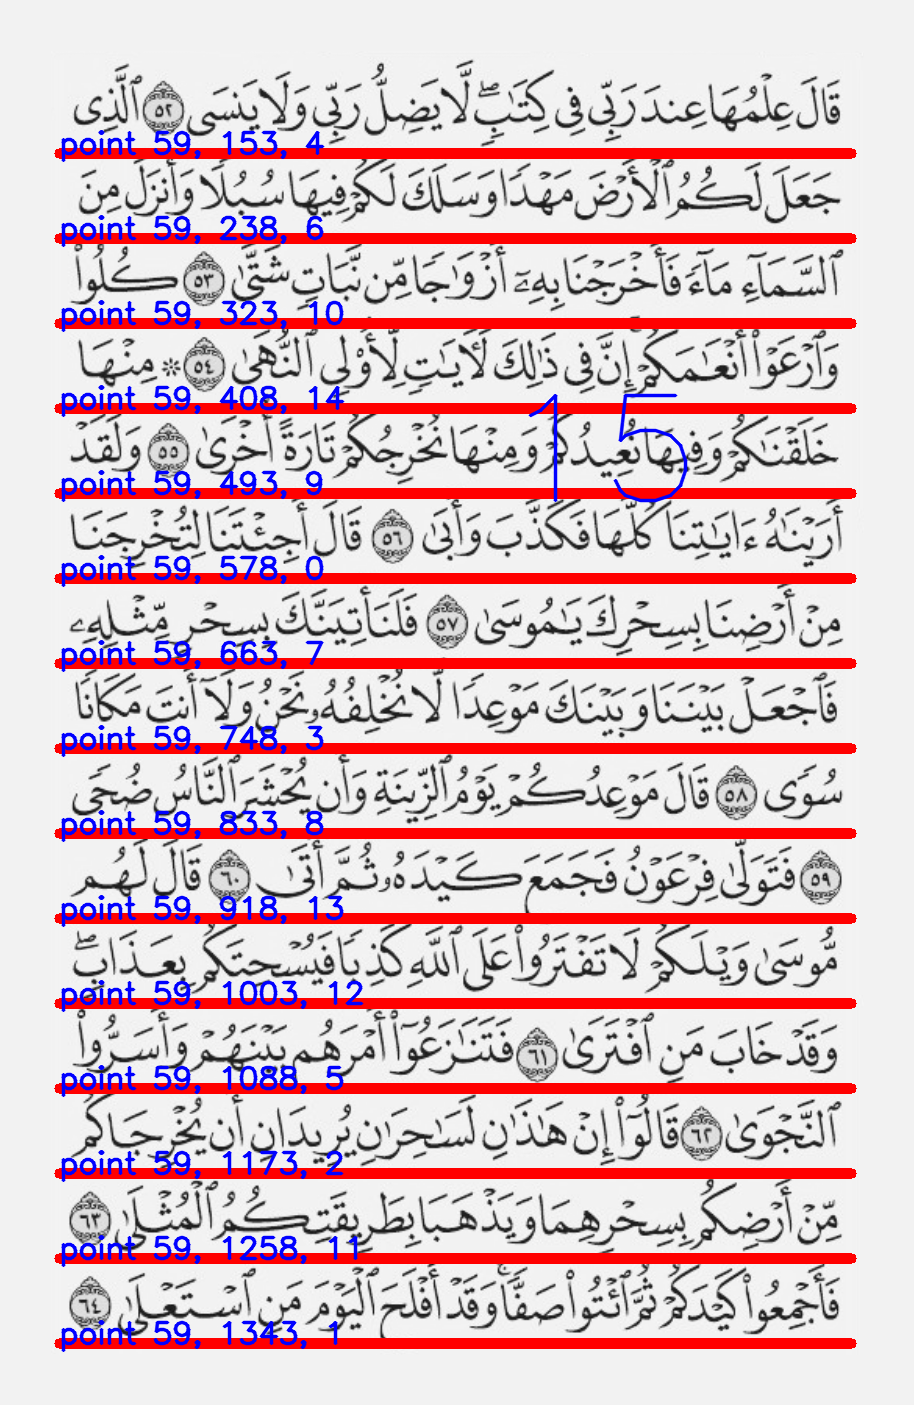 قَالَ عِلْمُهَا عِندَ رَبِّى فِى كِتَٰبٍۖ لَّا يَضِلُّ رَبِّى وَلَا يَنسَى ٥٢ ٱلَّذِى
point 59, 153, 4
جَعَلَ لَكُمُ ٱلْأَرْضَ مَهْدًا وَسَلَكَ لَكُمْ فِيهَا سُبُلًا وَأَنزَلَ مِنَ
point 59, 238, 6
ٱلسَّمَآءِ مَآءً فَأَخْرَجْنَا بِهِۦٓ أَزْوَٰجًا مِّن نَّبَاتٍ شَتَّىٰ ٥٣ كُلُوا۟
point 59, 323, 10
وَٱرْعَوْا۟ أَنْعَٰمَكُمْ إِنَّ فِى ذَٰلِكَ لَءَايَٰتٍ لِّأُو۟لِى ٱلنُّهَىٰ ٥٤ ۞ مِنْهَا
point 59, 408, 14
خَلَقْنَٰكُمْ وَفِيهَا نُعِيدُكُمْ وَمِنْهَا نُخْرِجُكُمْ تَارَةً أُخْرَىٰ ٥٥ وَلَقَدْ
15
point 59, 493, 9
أَرَيْنَٰهُ ءَايَٰتِنَا كُلَّهَا فَكَذَّبَ وَأَبَىٰ ٥٦ قَالَ أَجِئْتَنَا لِتُخْرِجَنَا
point 59, 578, 0
مِنْ أَرْضِنَا بِسِحْرِكَ يَٰمُوسَىٰ ٥٧ فَلَنَأْتِيَنَّكَ بِسِحْرٍ مِّثْلِهِۦ
point 59, 663, 7
فَٱجْعَلْ بَيْنَنَا وَبَيْنَكَ مَوْعِدًا لَّا نُخْلِفُهُۥ نَحْنُ وَلَآ أَنتَ مَكَانًا
point 59, 748, 3
سُوًى ٥٨ قَالَ مَوْعِدُكُمْ يَوْمُ ٱلزِّينَةِ وَأَن يُحْشَرَ ٱلنَّاسُ ضُحًى
point 59, 833, 8
٥٩ فَتَوَلَّىٰ فِرْعَوْنُ فَجَمَعَ كَيْدَهُۥ ثُمَّ أَتَىٰ ٦٠ قَالَ لَهُم
point 59, 918, 13
مُّوسَىٰ وَيْلَكُمْ لَا تَفْتَرُوا۟ عَلَى ٱللَّهِ كَذِبًا فَيُسْحِتَكُم بِعَذَابٍۖ
point 59, 1003, 12
وَقَدْ خَابَ مَنِ ٱفْتَرَىٰ ٦١ فَتَنَٰزَعُوٓا۟ أَمْرَهُم بَيْنَهُمْ وَأَسَرُّوا۟
point 59, 1088, 5
ٱلنَّجْوَىٰ ٦٢ قَالُوٓا۟ إِنْ هَٰذَٰنِ لَسَٰحِرَٰنِ يُرِيدَانِ أَن يُخْرِجَاكُم
point 59, 1173, 2
مِّنْ أَرْضِكُم بِسِحْرِهِمَا وَيَذْهَبَا بِطَرِيقَتِكُمُ ٱلْمُثْلَىٰ ٦٣
point 59, 1258, 11
فَأَجْمِعُوا۟ كَيْدَكُمْ ثُمَّ ٱئْتُوا۟ صَفًّاۚ وَقَدْ أَفْلَحَ ٱلْيَوْمَ مَنِ ٱسْتَعْلَىٰ ٦٤
point 59, 1343, 1